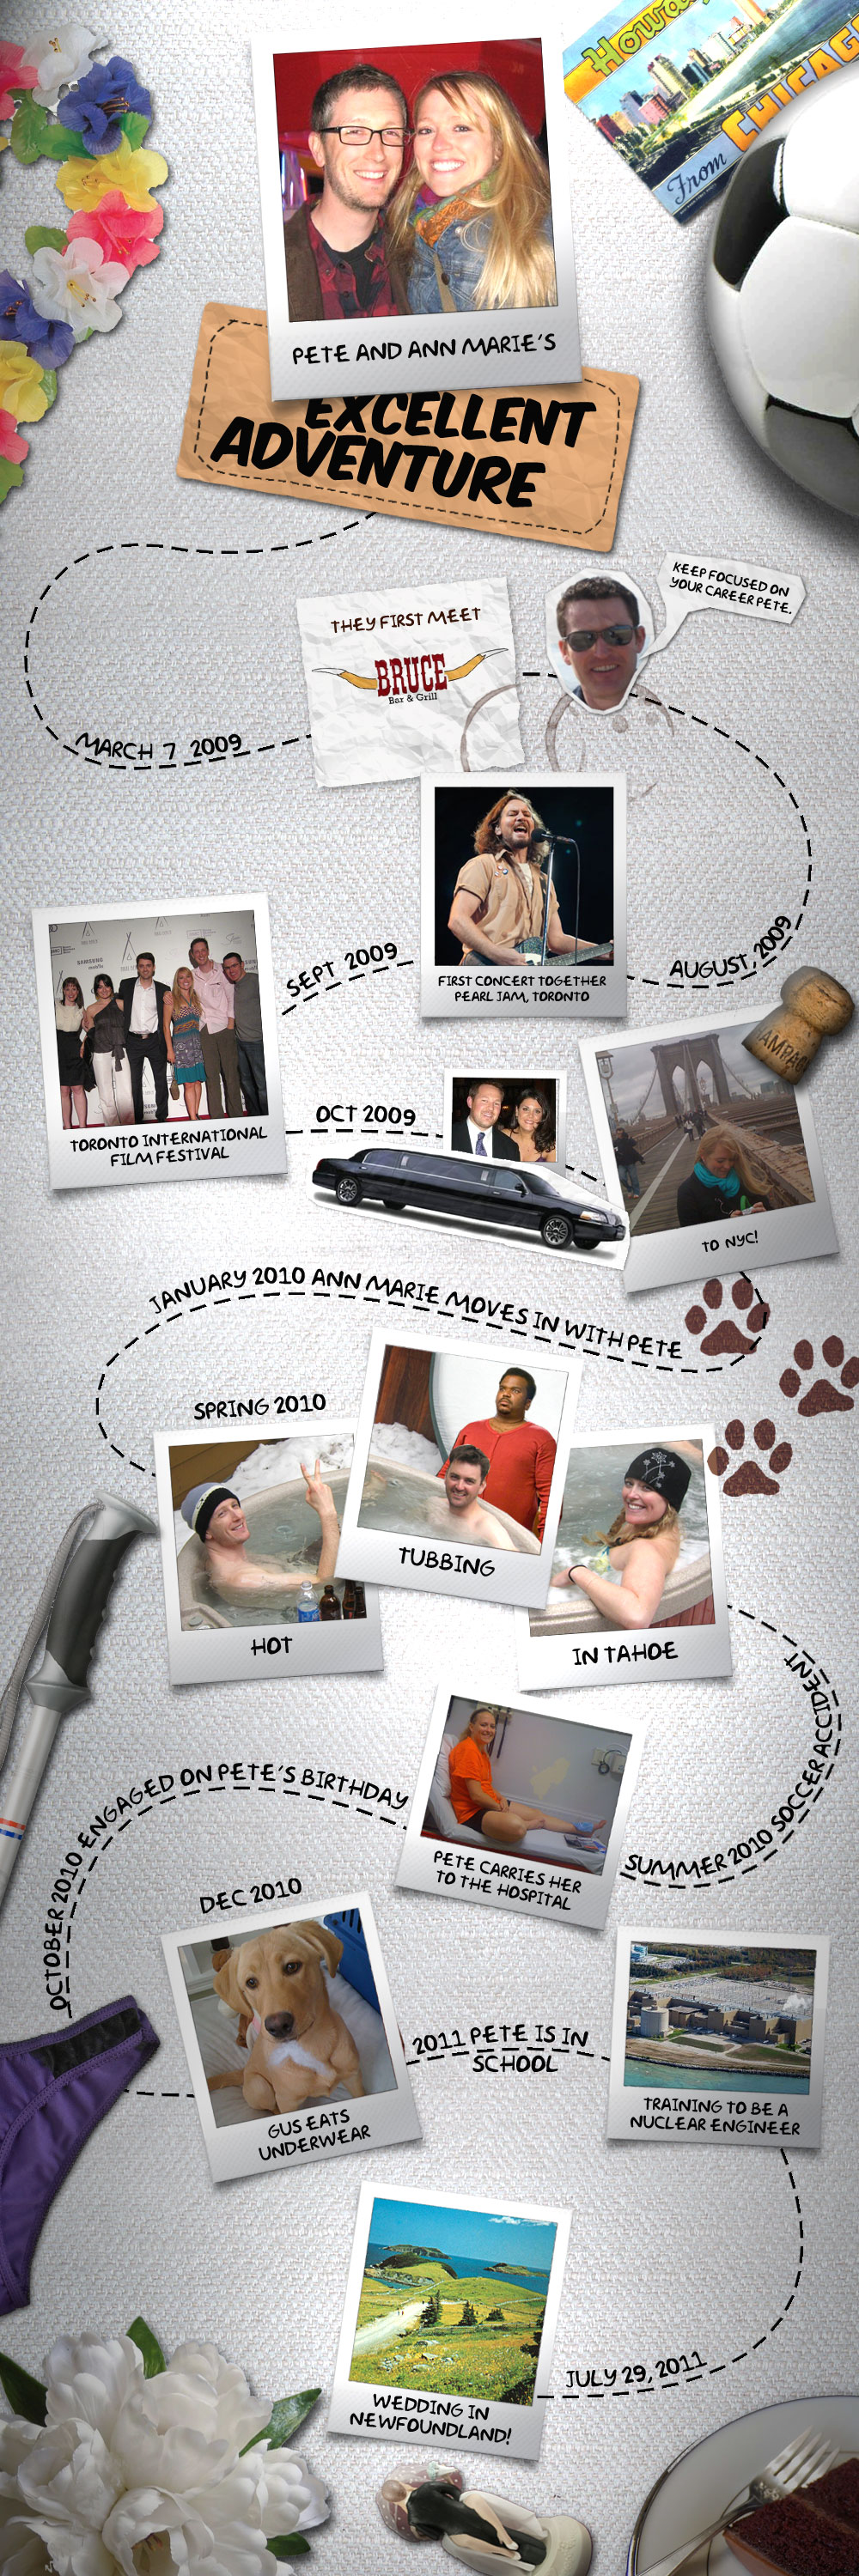 From CHICAGO
PETE AND ANN MARIE'S
EXCELLENT
ADVENTURE
THEY FIRST MEET
BRUCE
Bar & Grill
KEEP FOCUSED ON
YOUR CAREER PETE.
MARCH 7 2009
AUGUST, 2009
FIRST CONCERT TOGETHER
PEARL JAM, TORONTO
SEPT 2009
SAMSUNG
TORONTO INTERNATIONAL
FILM FESTIVAL
OCT 2009
TO NYC!
JANUARY 2010 ANN MARIE MOVES IN WITH PETE
SPRING 2010
HOT
TUBBING
IN TAHOE
SUMMER 2010 SOCCER ACCIDENT
PETE CARRIES HER
TO THE HOSPITAL
OCTOBER 2010 ENGAGED ON PETE'S BIRTHDAY
DEC 2010
GUS EATS
UNDERWEAR
2011 PETE IS IN
SCHOOL
TRAINING TO BE A
NUCLEAR ENGINEER
JULY 29, 2011
WEDDING IN
NEWFOUNDLAND!